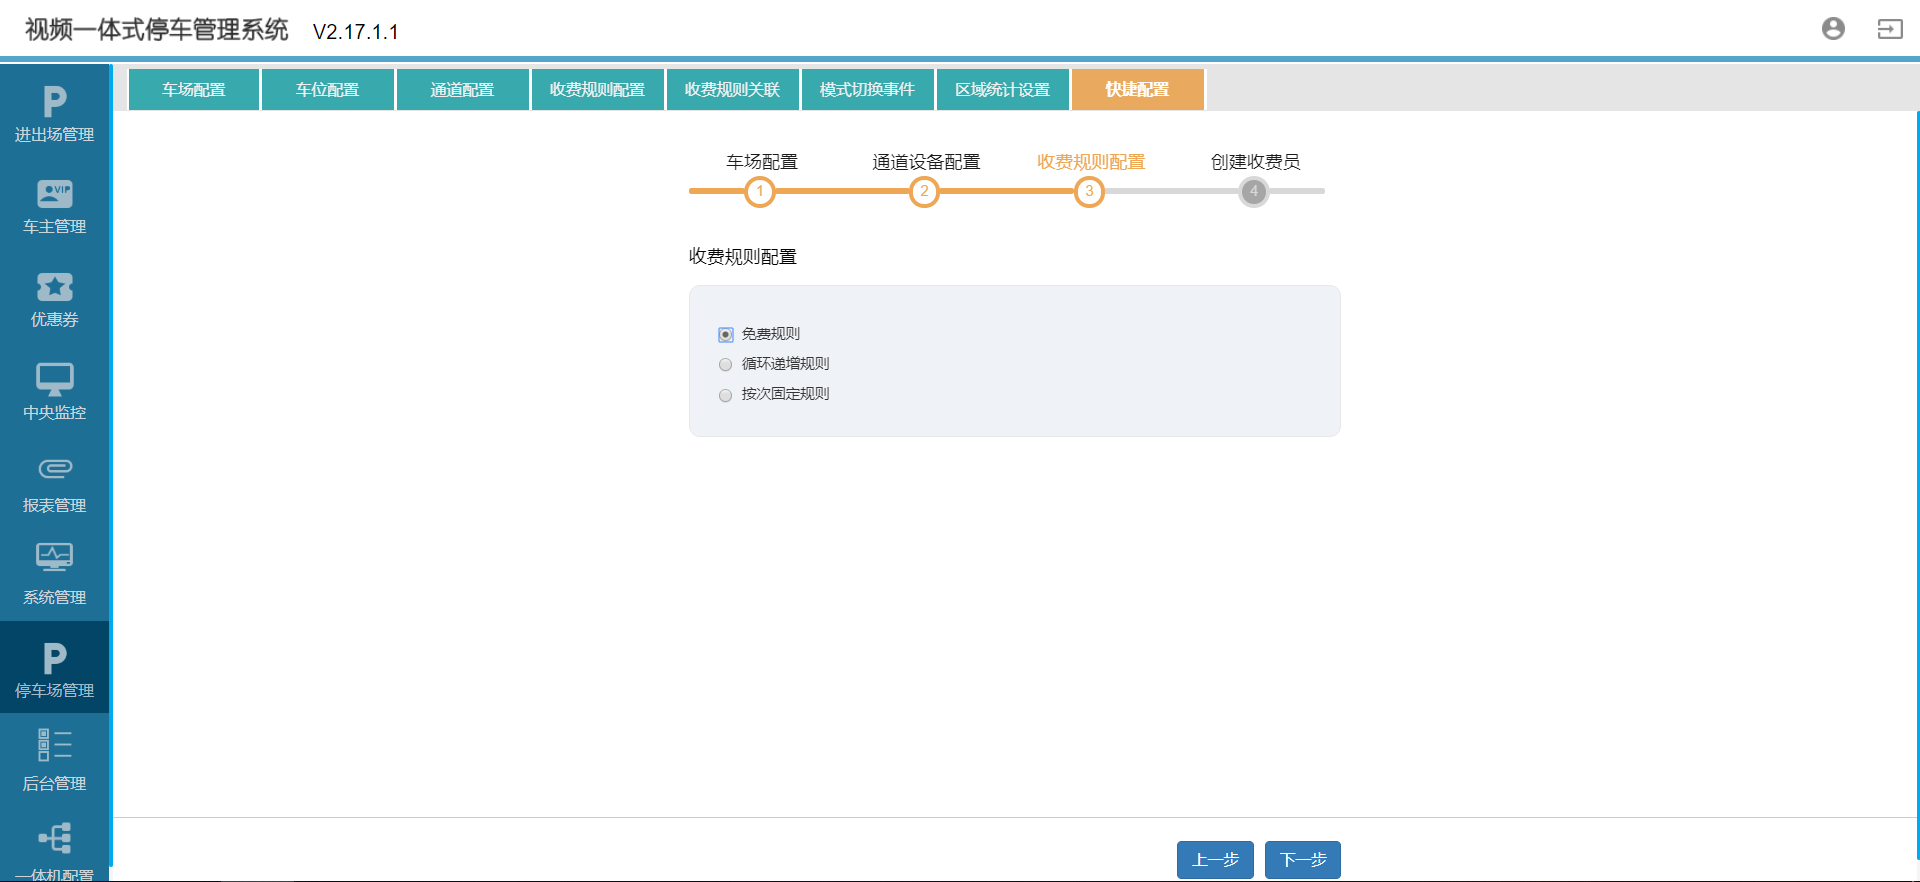 视频一体式停车管理系统 V2.17.1.1
车场配置 车位配置 通道配置 收费规则配置 收费规则关联 模式切换事件 区域统计设置 快捷配置
进出场管理
VIP
车主管理
优惠券
中央监控
报表管理
系统管理
停车场管理
后台管理
一体机配置
车场配置 通道设备配置 收费规则配置 创建收费员
1 2 3 4
收费规则配置
免费规则
循环递增规则
按次固定规则
上一步 下一步